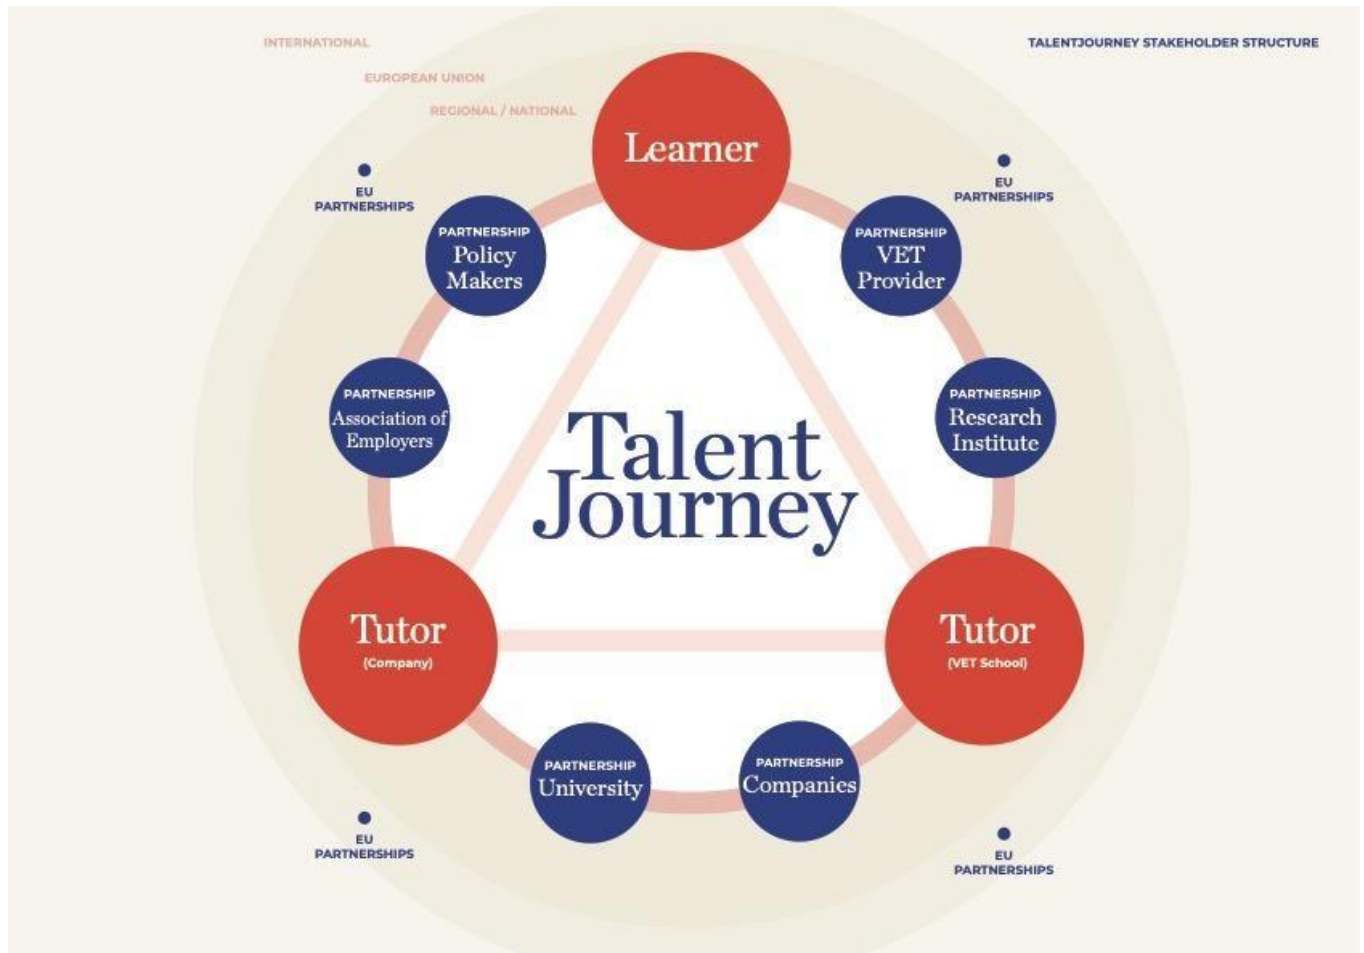 INTERNATIONAL
TALENTJOURNEY STAKEHOLDER STRUCTURE
EUROPEAN UNION
REGIONAL / NATIONAL
Learner
EU
PARTNERSHIPS
EU
PARTNERSHIPS
PARTNERSHIP
Policy
Makers
PARTNERSHIP
VET
Provider
PARTNERSHIP
Association of
Employers
PARTNERSHIP
Research
Institute
Talent
Journey
Tutor
(Company)
Tutor
(VET School)
PARTNERSHIP
University
PARTNERSHIP
Companies
EU
PARTNERSHIPS
EU
PARTNERSHIPS